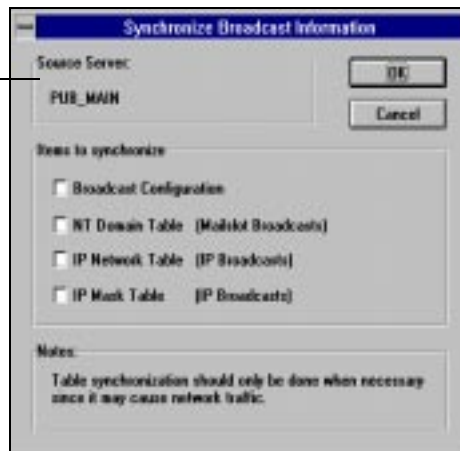 Synchronize Broadcast Information
Source Server:
PUB_MAIN
OK
Cancel
Items to synchronize
Broadcast Configuration
NT Domain Table (Mailslot Broadcasts)
IP Network Table (IP Broadcasts)
IP Mask Table (IP Broadcasts)
Notes:
Table synchronization should only be done when necessary
since it may cause network traffic.